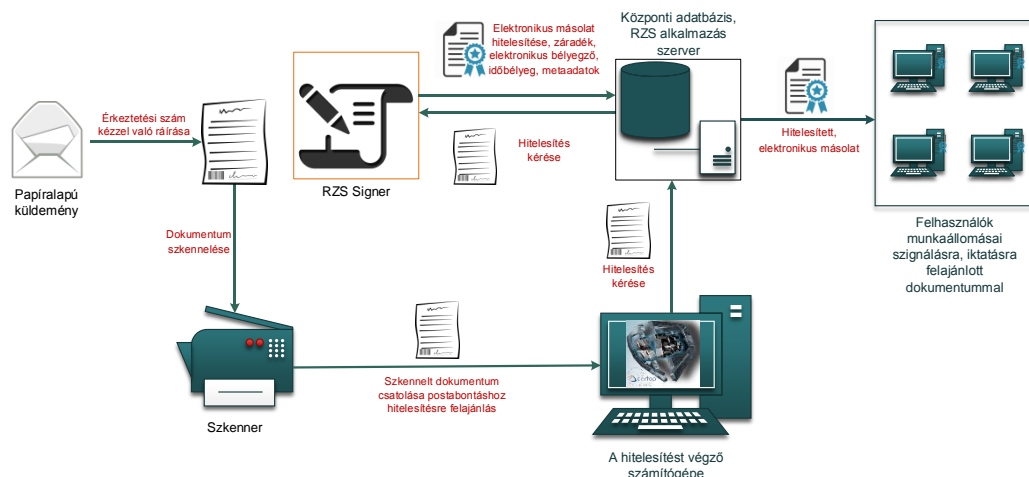 Elektronikus másolat
hitelesítése, záradék,
elektronikus bélyegző,
időbélyeg, metaadatok
Központi adatbázis,
RZS alkalmazás
szerver
Érkeztetési szám
kézzel való ráírása
Hitelesítés
kérése
Hitelesített,
elektronikus másolat
Papíralapú
küldemény
RZS Signer
Dokumentum
szkennelése
Hitelesítés
kérése
Felhasználók
munkaállomásai
szignálásra, iktatásra
felajánlott
dokumentummal
Szkennelt dokumentum
csatolása postabontáshoz
hitelesítésre felajánlás
Szkenner
A hitelesítést végző
számítógépe